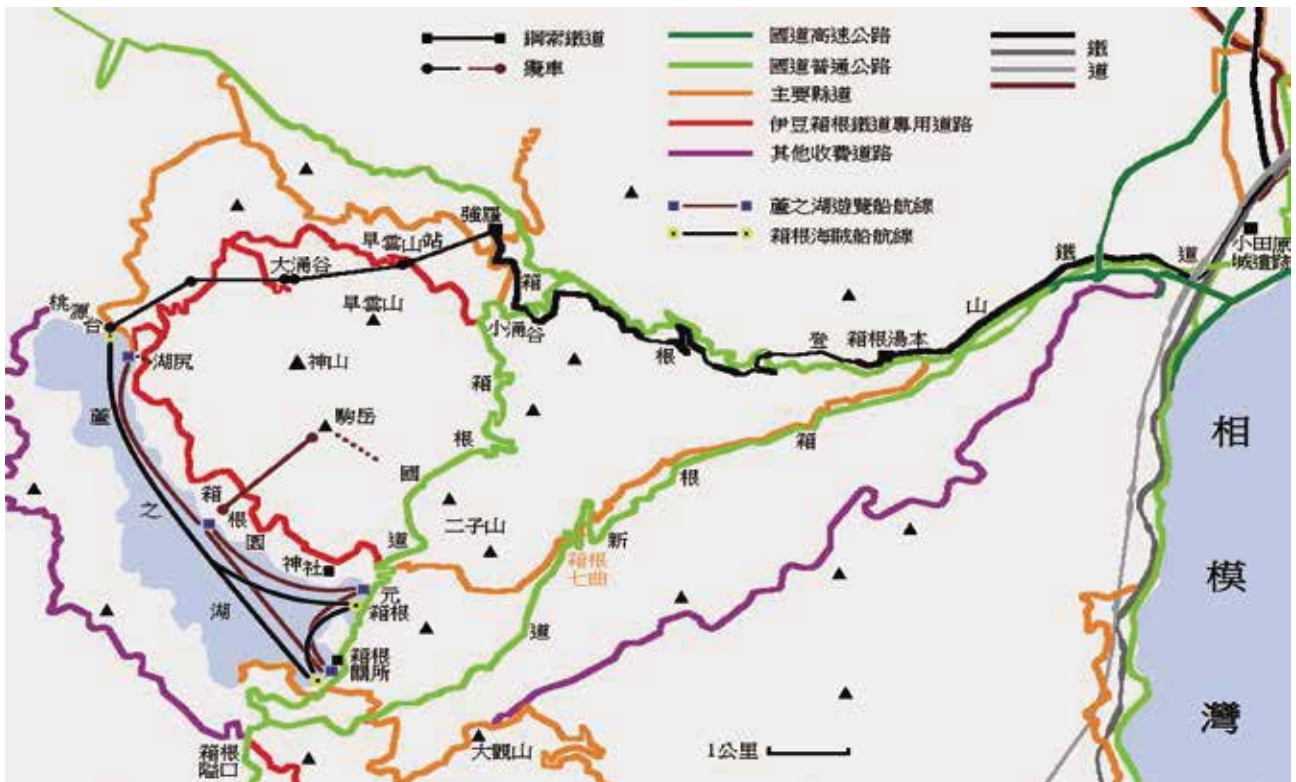 鋼索鐵道
纜車
國道高速公路
國道普通公路
主要縣道
伊豆箱根鐵道專用道路
其他收費道路
鐵道
蘆之湖遊覽船航線
箱根海賊船航線
強羅
早雲山站
大涌谷
早雲山
桃源台
湖尻
神山
駒岳
小涌谷
箱根登山鐵道
箱根湯本
小田原
城遺跡
箱根國道
蘆之湖
箱根園
神社
元
箱根
箱根
關所
二子山
箱根
七曲
箱根新道
箱根
隘口
大觀山
1公里
相模灣